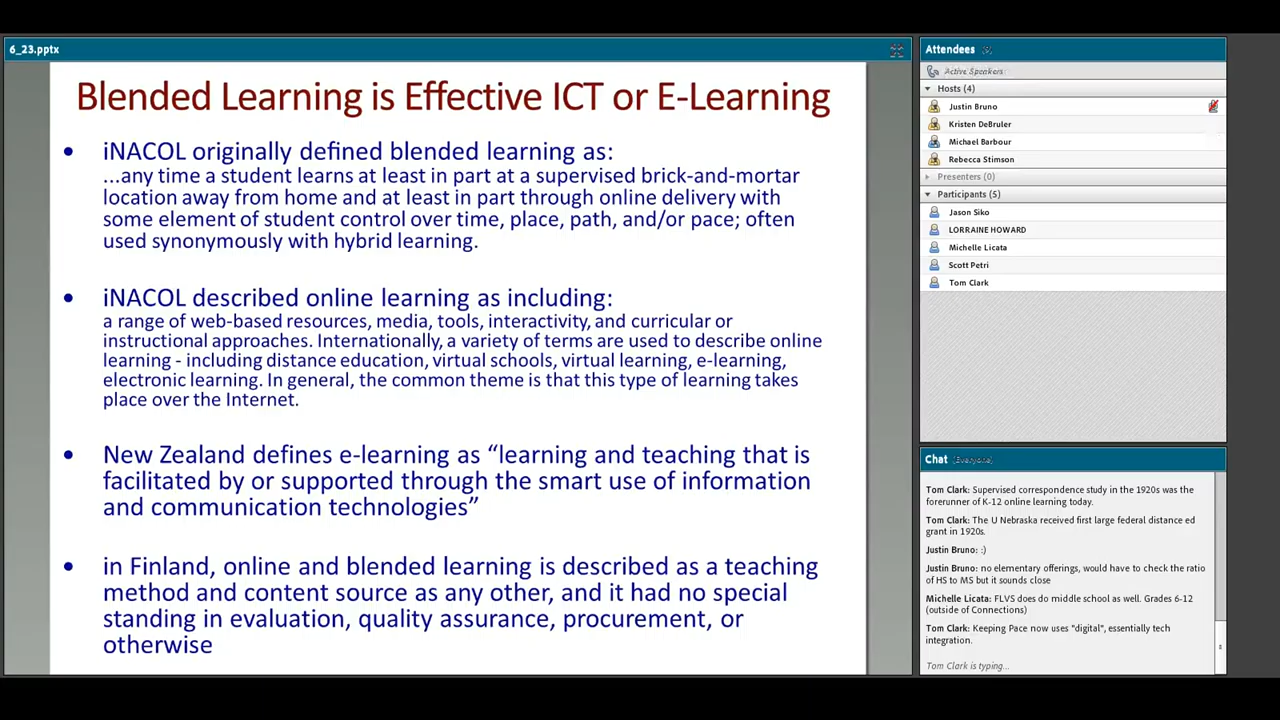 6_23.pptx
Blended Learning is Effective ICT or E-Learning
• iNACOL originally defined blended learning as:
...any time a student learns at least in part at a supervised brick-and-mortar
location away from home and at least in part through online delivery with
some element of student control over time, place, path, and/or pace; often
used synonymously with hybrid learning.
• iNACOL described online learning as including:
a range of web-based resources, media, tools, interactivity, and curricular or
instructional approaches. Internationally, a variety of terms are used to describe online
learning - including distance education, virtual schools, virtual learning, e-learning,
electronic learning. In general, the common theme is that this type of learning takes
place over the Internet.
• New Zealand defines e-learning as “learning and teaching that is
facilitated by or supported through the smart use of information
and communication technologies”
• in Finland, online and blended learning is described as a teaching
method and content source as any other, and it had no special
standing in evaluation, quality assurance, procurement, or
otherwise
Attendees
Active Speakers
Hosts (4)
Justin Bruno
Kristen DeBruler
Michael Barbour
Rebecca Stimson
Presenters (0)
Participants (5)
Jason Siko
LORRAINE HOWARD
Michelle Licata
Scott Petri
Tom Clark
Chat (Everyone)
Tom Clark: Supervised correspondence study in the 1920s was the
forerunner of K-12 online learning today.
Tom Clark: The U Nebraska received first large federal distance ed
grant in 1920s.
Justin Bruno: :)
Justin Bruno: no elementary offerings, would have to check the ratio
of HS to MS but it sounds close
Michelle Licata: FLVS does do middle school as well. Grades 6-12
(outside of Connections)
Tom Clark: Keeping Pace now uses "digital", essentially tech
integration.
Tom Clark is typing...